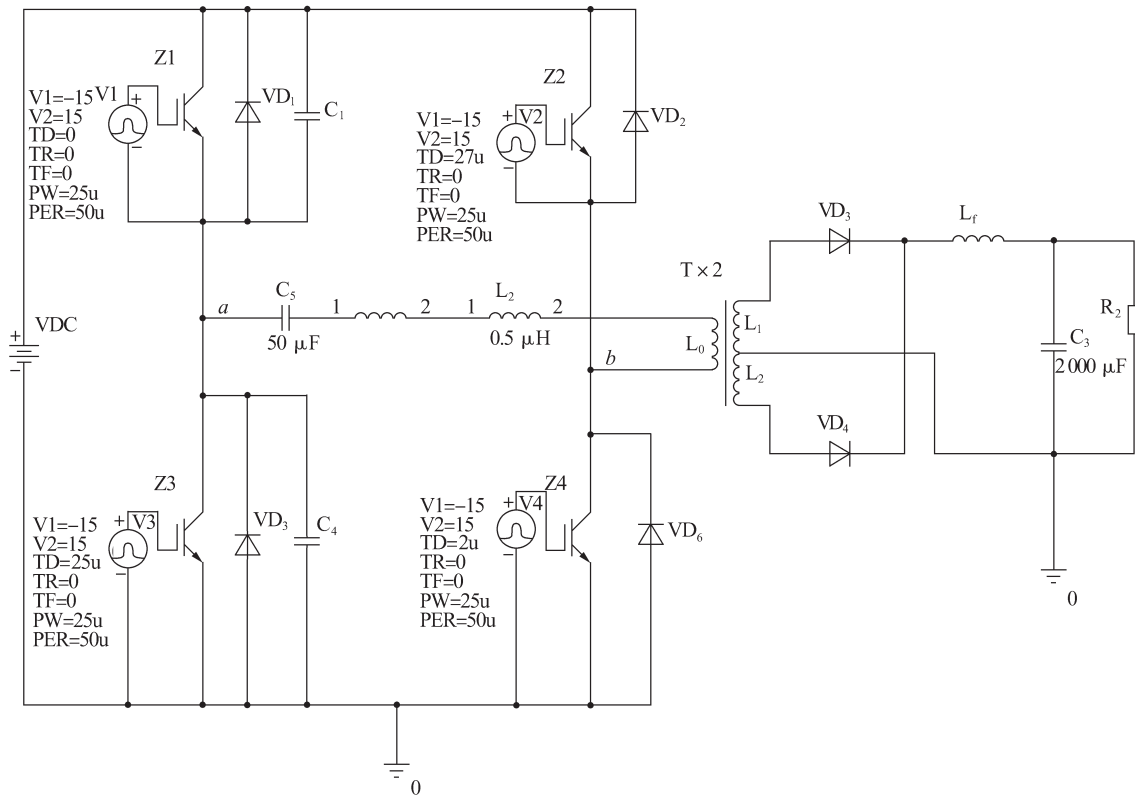 Z1
V1=−15
V2=15
TD=0
TR=0
TF=0
PW=25u
PER=50u
V1
+
−
VD₁
C₁
Z2
V1=−15
V2=15
TD=27u
TR=0
TF=0
PW=25u
PER=50u
+
V2
−
VD₂
VDC
+
−
a
C₅
50 μF
1
2
1
L₂
2
0.5 μH
b
T×2
L₀
L₁
L₂
VD₃
VD₄
L_f
C₃
2 000 μF
R₂
0
Z3
V1=−15
V2=15
TD=25u
TR=0
TF=0
PW=25u
PER=50u
+
V3
−
VD₃
C₄
Z4
V1=−15
V2=15
TD=2u
TR=0
TF=0
PW=25u
PER=50u
+
V4
−
VD₆
0